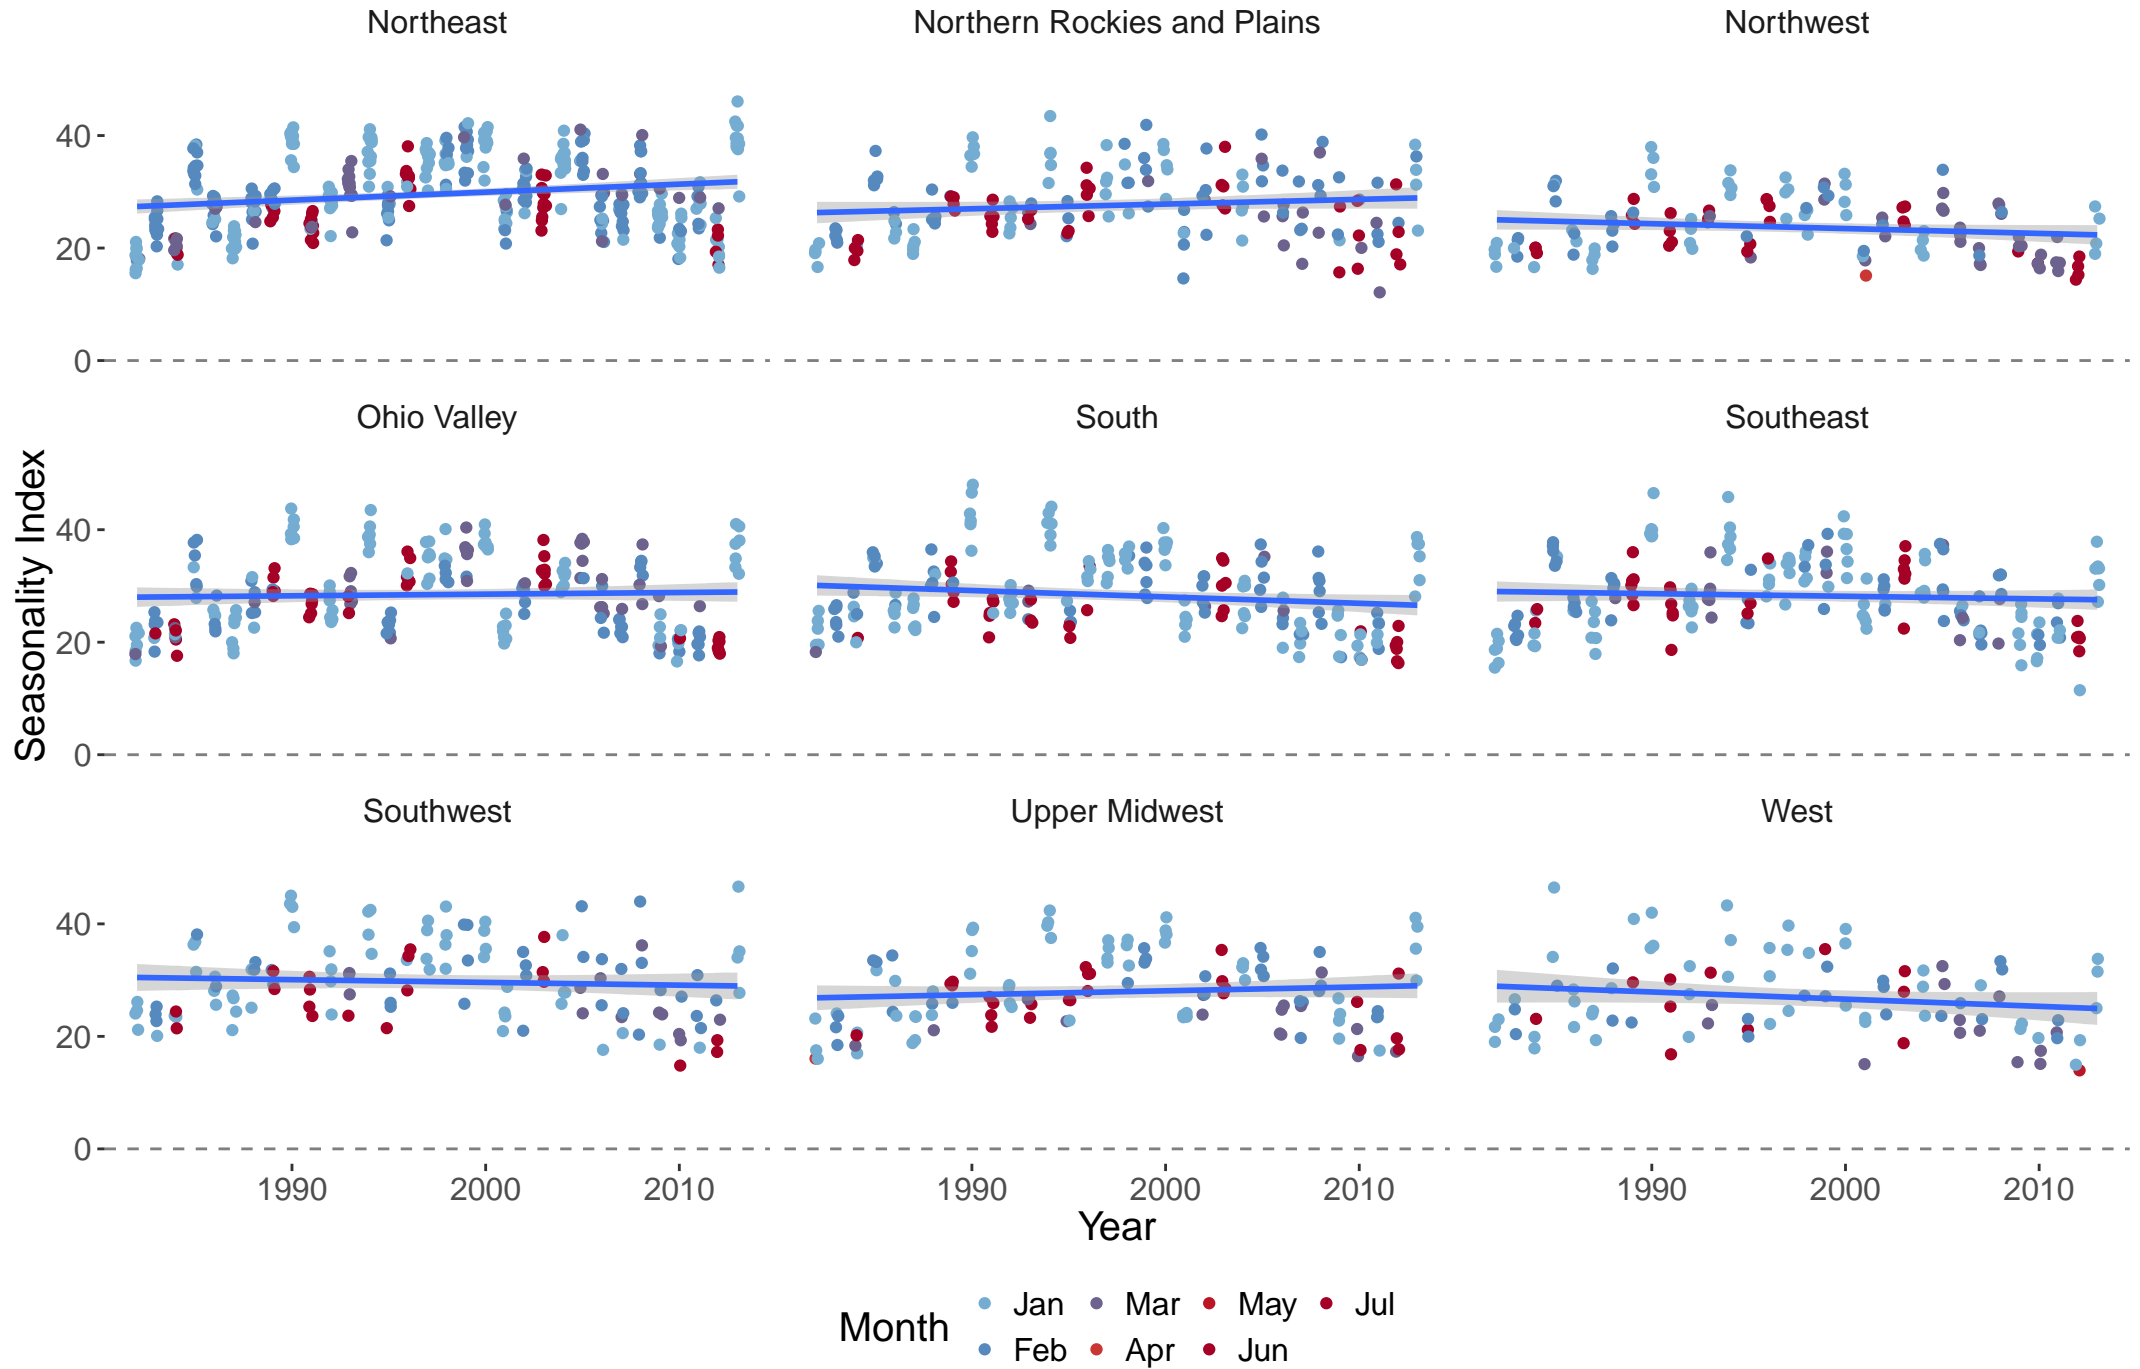 Northeast Northern Rockies and Plains Northwest
40
20
0
Ohio Valley South Southeast
Seasonality Index
40
20
0
Southwest Upper Midwest West
40
20
0
1990 2000 2010 1990 2000 2010 1990 2000 2010
Year
Month
Jan Mar May Jul
Feb Apr Jun